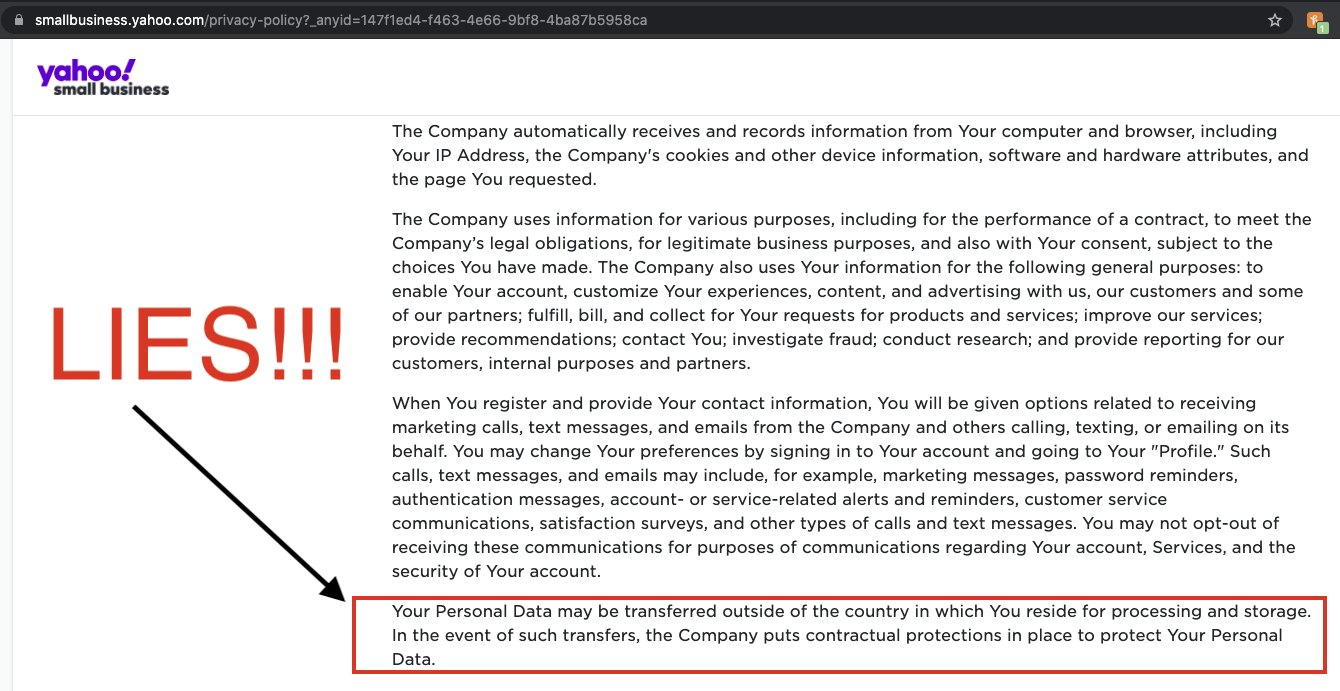 smallbusiness.yahoo.com/privacy-policy?_anyid=147f1ed4-f463-4e66-9bf8-4ba87b5958ca
1
yahoo!
small business
The Company automatically receives and records information from Your computer and browser, including
Your IP Address, the Company's cookies and other device information, software and hardware attributes, and
the page You requested.
The Company uses information for various purposes, including for the performance of a contract, to meet the
Company's legal obligations, for legitimate business purposes, and also with Your consent, subject to the
choices You have made. The Company also uses Your information for the following general purposes: to
enable Your account, customize Your experiences, content, and advertising with us, our customers and some
of our partners; fulfill, bill, and collect for Your requests for products and services; improve our services;
provide recommendations; contact You; investigate fraud; conduct research; and provide reporting for our
customers, internal purposes and partners.
LIES!!!
When You register and provide Your contact information, You will be given options related to receiving
marketing calls, text messages, and emails from the Company and others calling, texting, or emailing on its
behalf. You may change Your preferences by signing in to Your account and going to Your "Profile." Such
calls, text messages, and emails may include, for example, marketing messages, password reminders,
authentication messages, account- or service-related alerts and reminders, customer service
communications, satisfaction surveys, and other types of calls and text messages. You may not opt-out of
receiving these communications for purposes of communications regarding Your account, Services, and the
security of Your account.
Your Personal Data may be transferred outside of the country in which You reside for processing and storage.
In the event of such transfers, the Company puts contractual protections in place to protect Your Personal
Data.